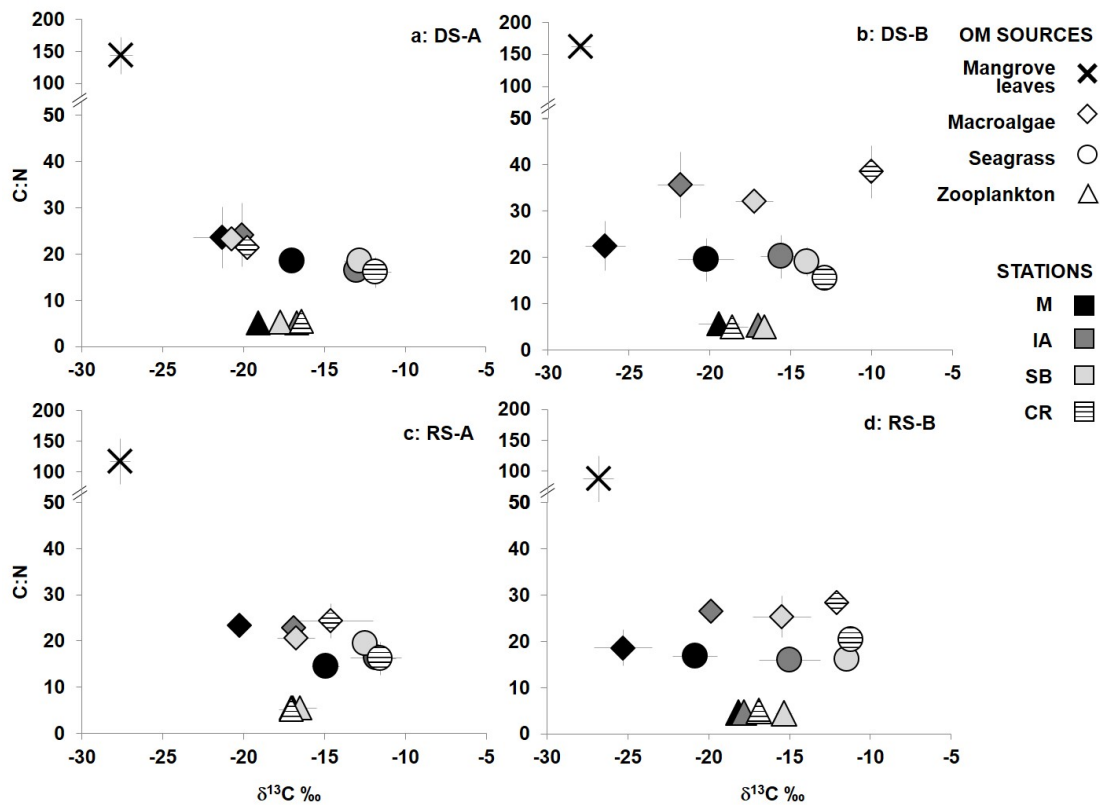 a: DS-A
200
150
100
50
40
30
20
10
0
C:N
-30 -25 -20 -15 -10 -5
b: DS-B
200
150
100
50
40
30
20
10
0
-30 -25 -20 -15 -10 -5
OM SOURCES
Mangrove
leaves
Macroalgae
Seagrass
Zooplankton
STATIONS
M
IA
SB
CR
c: RS-A
200
150
100
50
40
30
20
10
0
C:N
-30 -25 -20 -15 -10 -5
δ¹³C ‰
d: RS-B
200
150
100
50
40
30
20
10
0
-30 -25 -20 -15 -10 -5
δ¹³C ‰